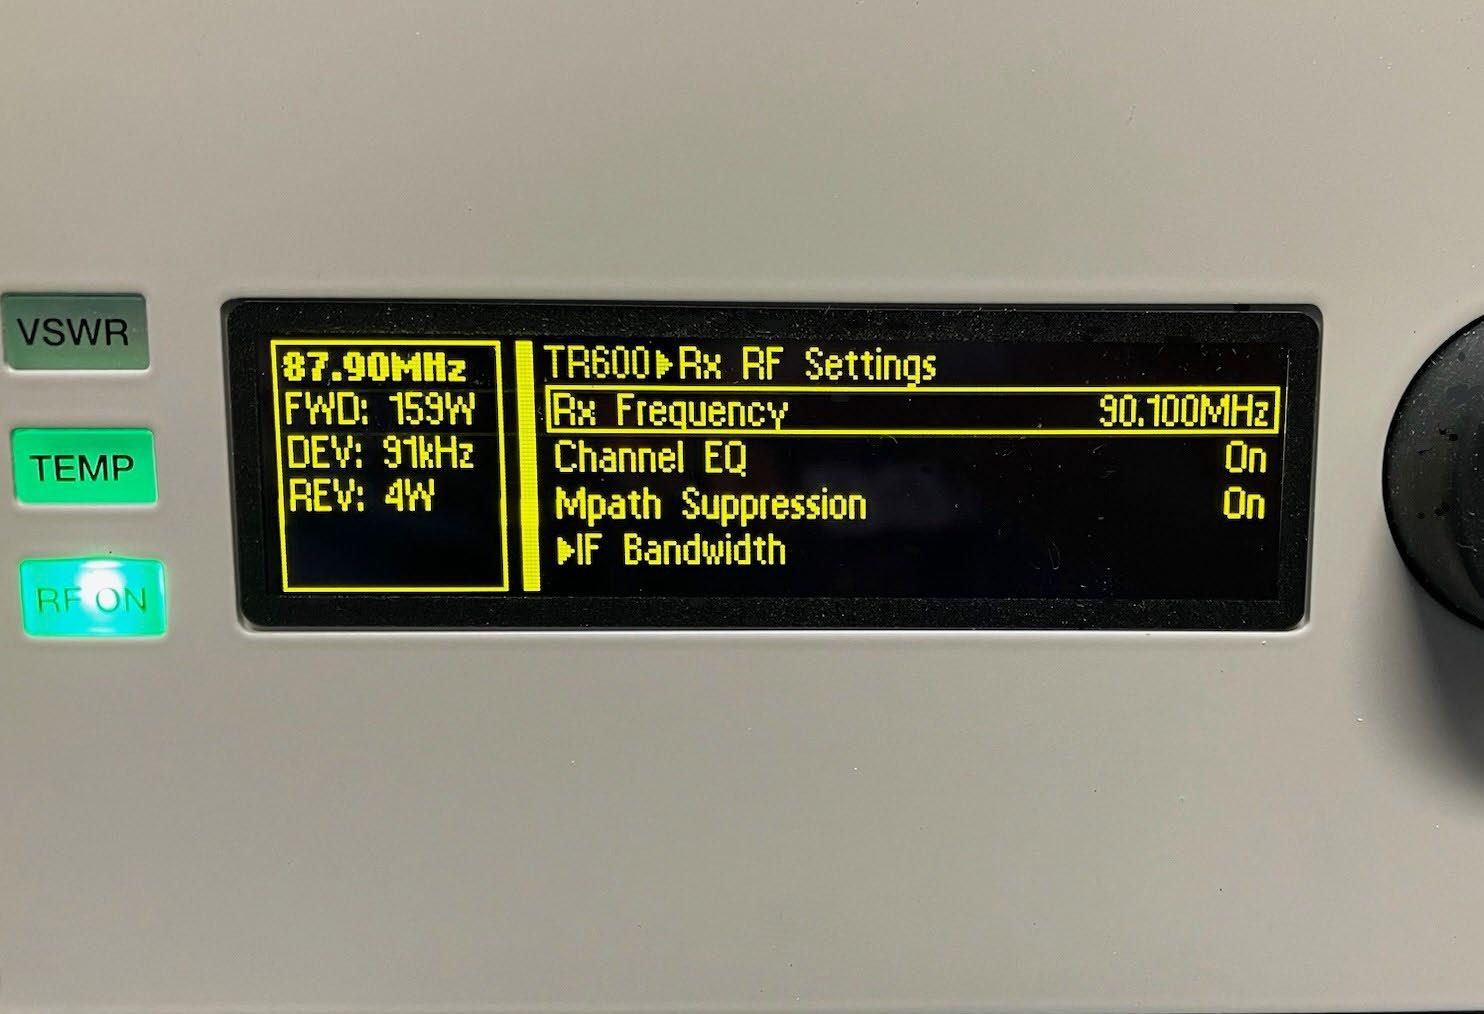 VSWR
TEMP
RF ON
87.90MHz
FWD: 159W
DEV: 91kHz
REV: 4W
TR600▶Rx RF Settings
Rx Frequency 90.100MHz
Channel EQ On
Mpath Suppression On
▶IF Bandwidth